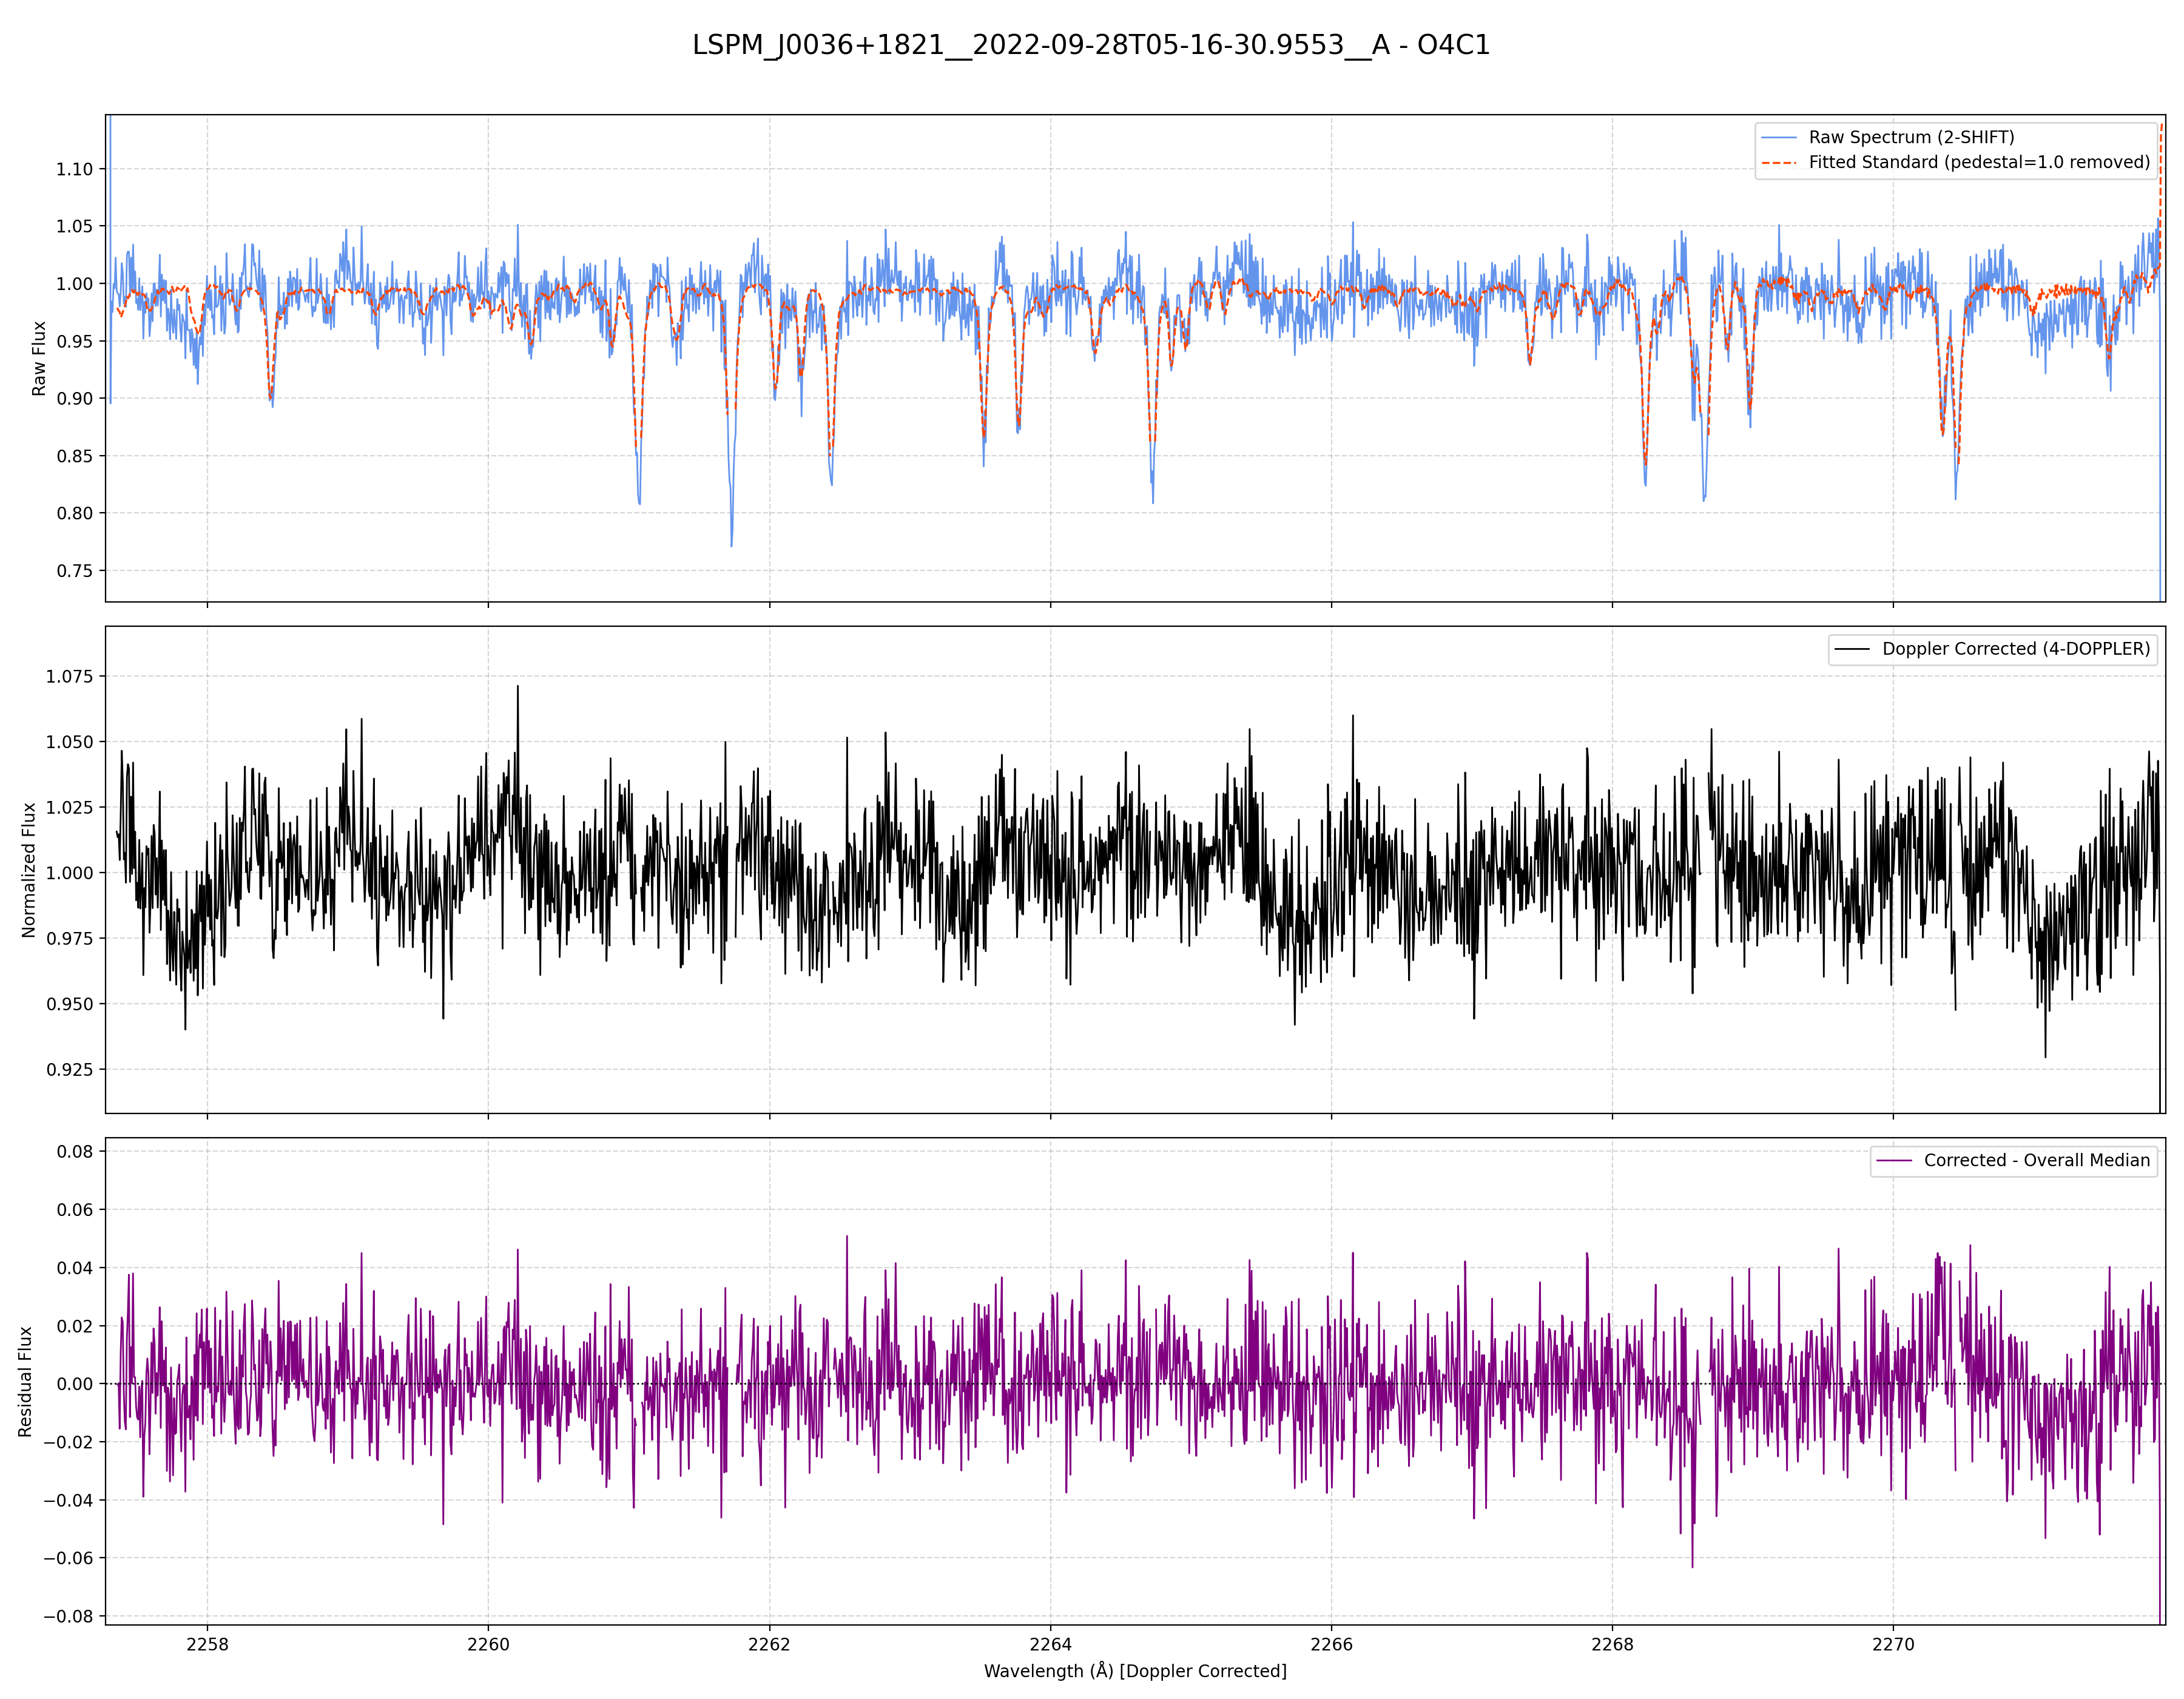 LSPM_J0036+1821__2022-09-28T05-16-30.9553__A - O4C1
Raw Flux
1.10
1.05
1.00
0.95
0.90
0.85
0.80
0.75
Raw Spectrum (2-SHIFT)
Fitted Standard (pedestal=1.0 removed)
Normalized Flux
1.075
1.050
1.025
1.000
0.975
0.950
0.925
Doppler Corrected (4-DOPPLER)
Residual Flux
0.08
0.06
0.04
0.02
0.00
−0.02
−0.04
−0.06
−0.08
Corrected - Overall Median
2258 2260 2262 2264 2266 2268 2270
Wavelength (Å) [Doppler Corrected]